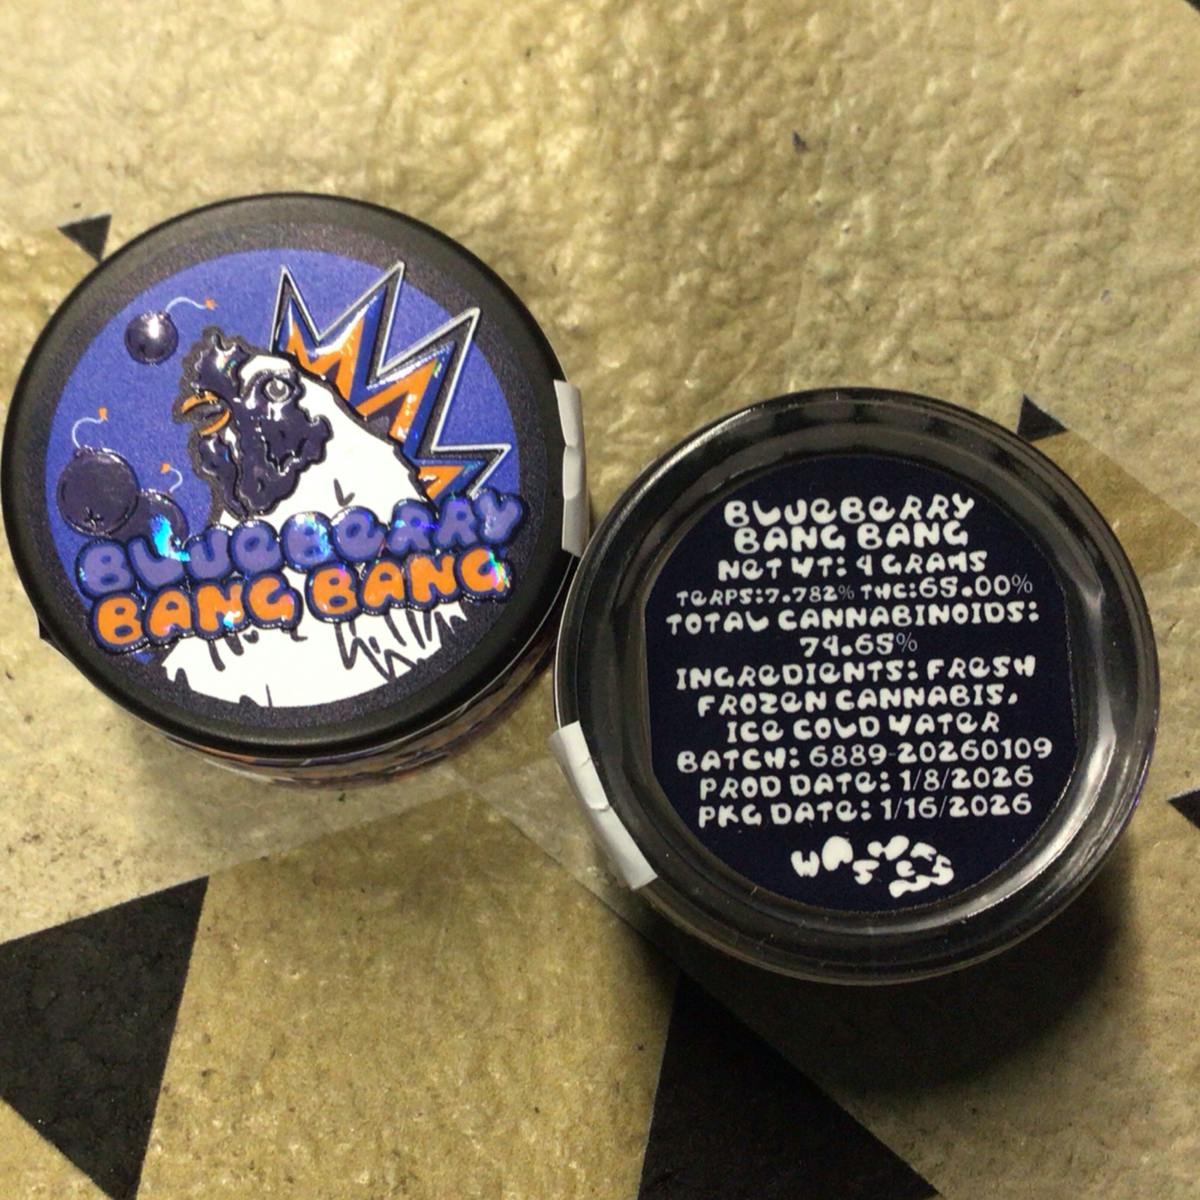 BLUEBERRY
BANG BANG
BLUEBERRY
BANG BANG
NET WT: 4 GRAMS
TERPS:7.782% THC:65.00%
TOTAL CANNABINOIDS:
74.65%
INGREDIENTS: FRESH
FROZEN CANNABIS,
ICE COLD WATER
BATCH: 6889-20260109
PROD DATE: 1/8/2026
PKG DATE: 1/16/2026